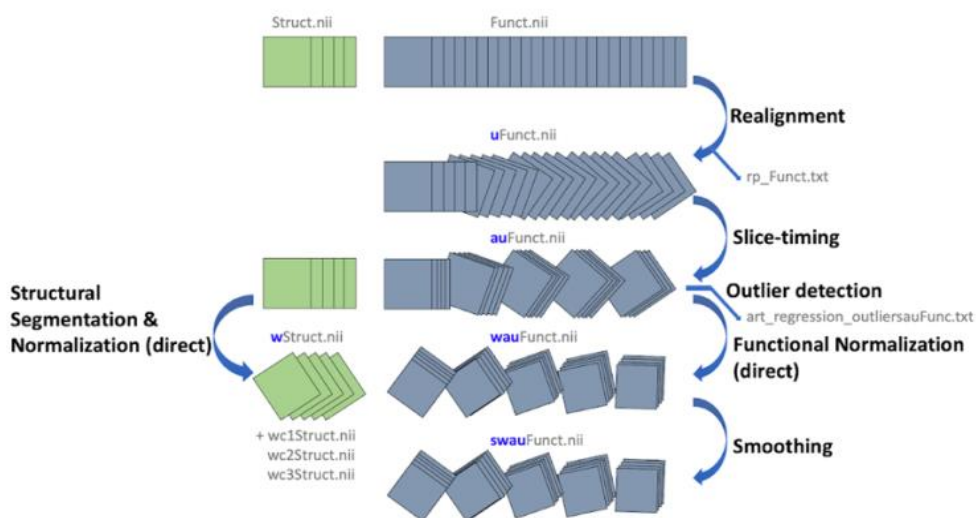 Struct.nii
Funct.nii
Realignment
uFunct.nii
rp_Funct.txt
Slice-timing
auFunct.nii
Outlier detection
art_regression_outliersauFunc.txt
Structural
Segmentation &
Normalization (direct)
wStruct.nii
wauFunct.nii
Functional Normalization
(direct)
+ wc1Struct.nii
wc2Struct.nii
wc3Struct.nii
swauFunct.nii
Smoothing